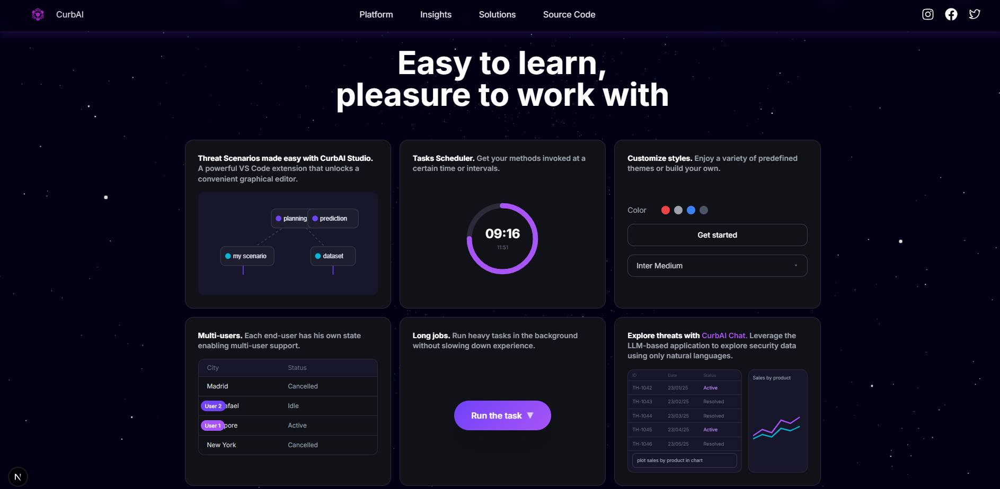 CurbAI
Platform
Insights
Solutions
Source Code
Easy to learn,
pleasure to work with
Threat Scenarios made easy with CurbAI Studio.
A powerful VS Code extension that unlocks a
convenient graphical editor.
planning
prediction
my scenario
dataset
Tasks Scheduler. Get your methods invoked at a
certain time or intervals.
09:16
11:51
Customize styles. Enjoy a variety of predefined
themes or build your own.
Color
Get started
Inter Medium
Multi-users. Each end-user has his own state
enabling multi-user support.
City Status
Madrid Cancelled
User 2 afael Idle
User 1 pore Active
New York Cancelled
Long jobs. Run heavy tasks in the background
without slowing down experience.
Run the task
Explore threats with CurbAI Chat. Leverage the
LLM-based application to explore security data
using only natural languages.
ID Date Status
TH-1042 23/01/25 Active
TH-1043 23/02/25 Resolved
TH-1044 23/03/25 Resolved
TH-1045 23/04/25 Active
TH-1046 23/05/25 Resolved
plot sales by product in chart
Sales by product
N